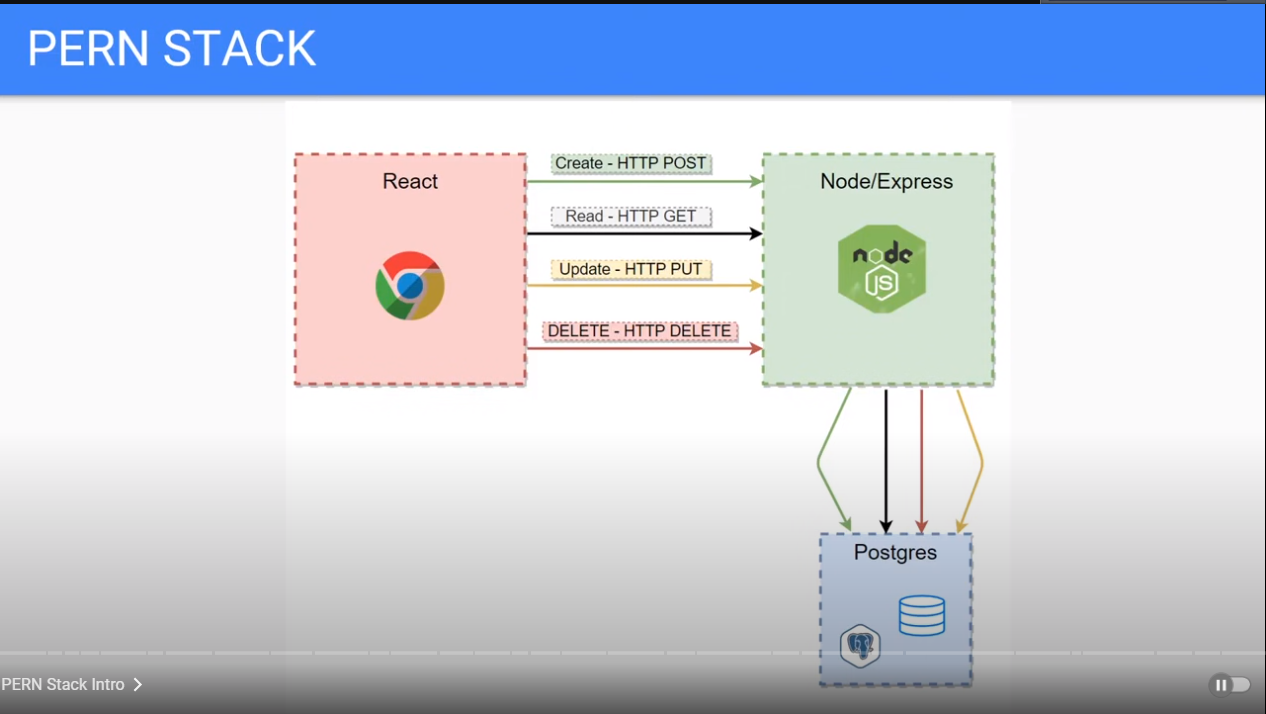 PERN STACK
React
Create - HTTP POST
Read - HTTP GET
Update - HTTP PUT
DELETE - HTTP DELETE
Node/Express
node
JS
Postgres
PERN Stack Intro